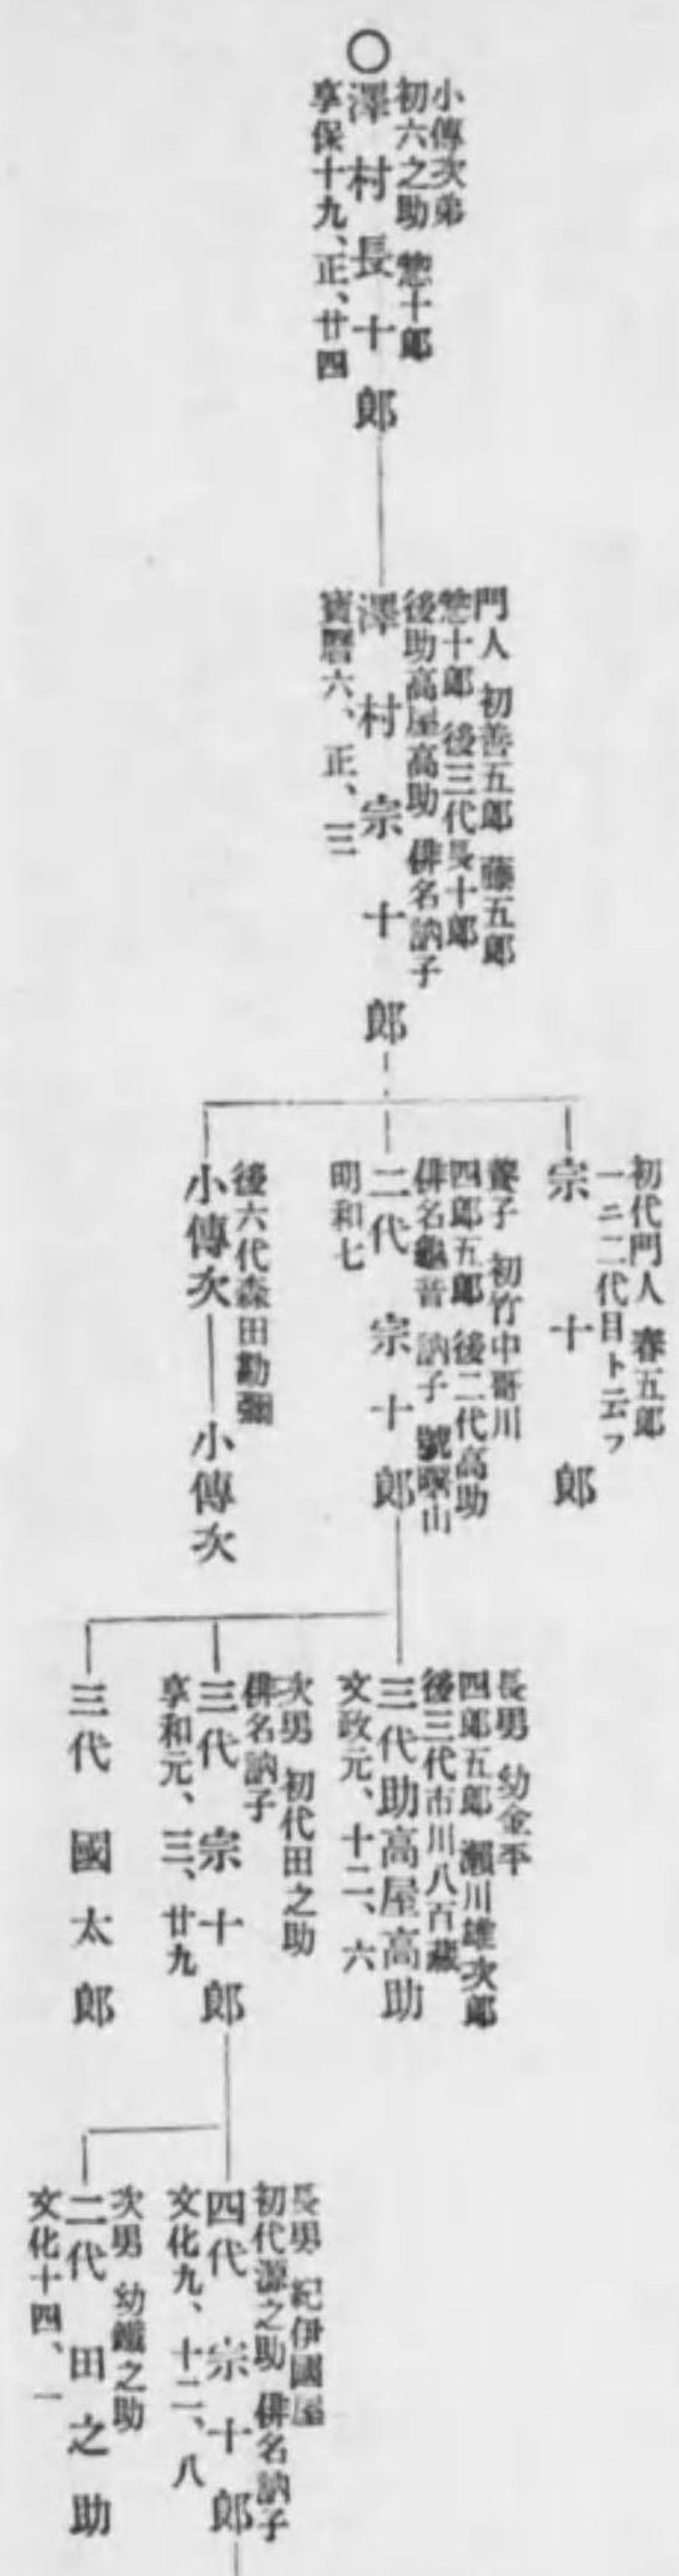 ○
小傳次弟
初六之助 惣十郎
澤村長十郎
享保十九、正、廿四
門人 初善五郎 藤五郎
惣十郎 後三代長十郎
後助高屋高助 俳名訥子
澤村宗十郎
寶曆六、正、三
初代門人 春五郎
一ニ二代目ト云フ
宗十郎
養子 初竹中哥川
四郎五郎 後二代高助
俳名龜音 訥子 號曙山
二代 宗十郎
明和七
後六代森田勘彌
小傳次
小傳次
長男 幼金平
四郎五郎 瀨川雄次郎
後三代市川八百藏
三代助高屋高助
文政元、十二、六
次男 初代田之助
俳名訥子
三代 宗十郎
享和元、三、廿九
三代 國太郎
長男 紀伊國屋
初代源之助 俳名訥子
四代 宗十郎
文化九、十二、八
次男 幼鐵之助
二代 田之助
文化十四、一